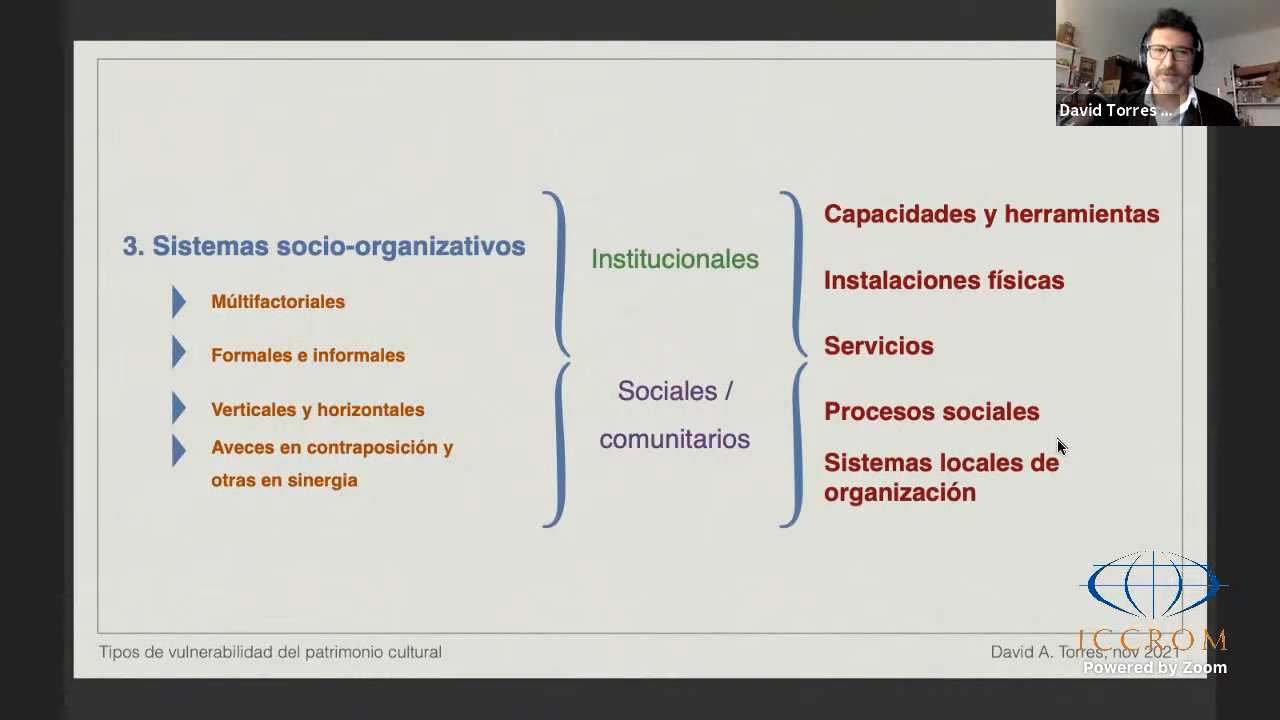 David Torres ...
3. Sistemas socio-organizativos
Múltifactoriales
Formales e informales
Verticales y horizontales
Aveces en contraposición y
otras en sinergia
Institucionales
Sociales /
comunitarios
Capacidades y herramientas
Instalaciones físicas
Servicios
Procesos sociales
Sistemas locales de
organización
ICCROM
Tipos de vulnerabilidad del patrimonio cultural
David A. Torres, nov 2021
Powered by Zoom